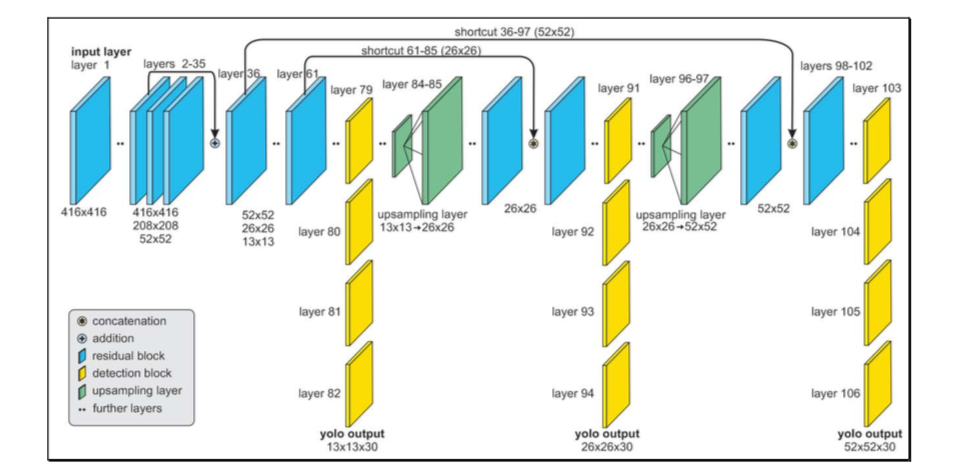 shortcut 36-97 (52x52)
shortcut 61-85 (26x26)
input layer
layer 1
layers 2-35
layer 36
layer 61
layer 79
layer 84-85
layer 91
layer 96-97
layers 98-102
layer 103
416x416
416x416
208x208
52x52
52x52
26x26
13x13
upsampling layer
13x13→26x26
26x26
upsampling layer
26x26→52x52
52x52
layer 80
layer 92
layer 104
layer 81
layer 93
layer 105
layer 82
layer 94
layer 106
concatenation
addition
residual block
detection block
upsampling layer
further layers
yolo output
13x13x30
yolo output
26x26x30
yolo output
52x52x30